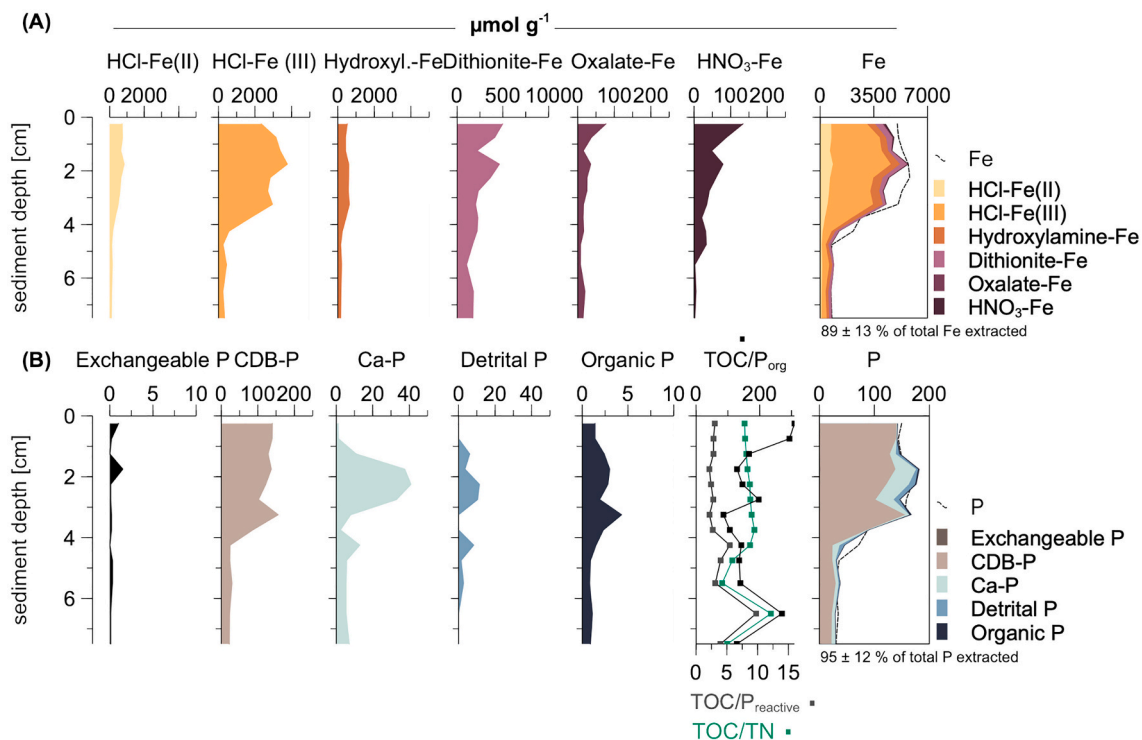 (A)
µmol g-1
HCl-Fe(II) HCl-Fe (III) Hydroxyl.-Fe Dithionite-Fe Oxalate-Fe HNO3-Fe Fe
0 2000 0 2000 0 2000 0 500 1000 0 100 200 0 100 200 0 3500 7000
sediment depth [cm]
0
2
4
6
Fe
HCl-Fe(II)
HCl-Fe(III)
Hydroxylamine-Fe
Dithionite-Fe
Oxalate-Fe
HNO3-Fe
89 ± 13 % of total Fe extracted
(B)
Exchangeable P CDB-P Ca-P Detrital P Organic P TOC/Porg P
0 5 10 0 100 200 0 20 40 0 20 40 0 5 10 0 200 0 100 200
sediment depth [cm]
0
2
4
6
P
Exchangeable P
CDB-P
Ca-P
Detrital P
Organic P
95 ± 12 % of total P extracted
0 5 10 15
TOC/Preactive
TOC/TN